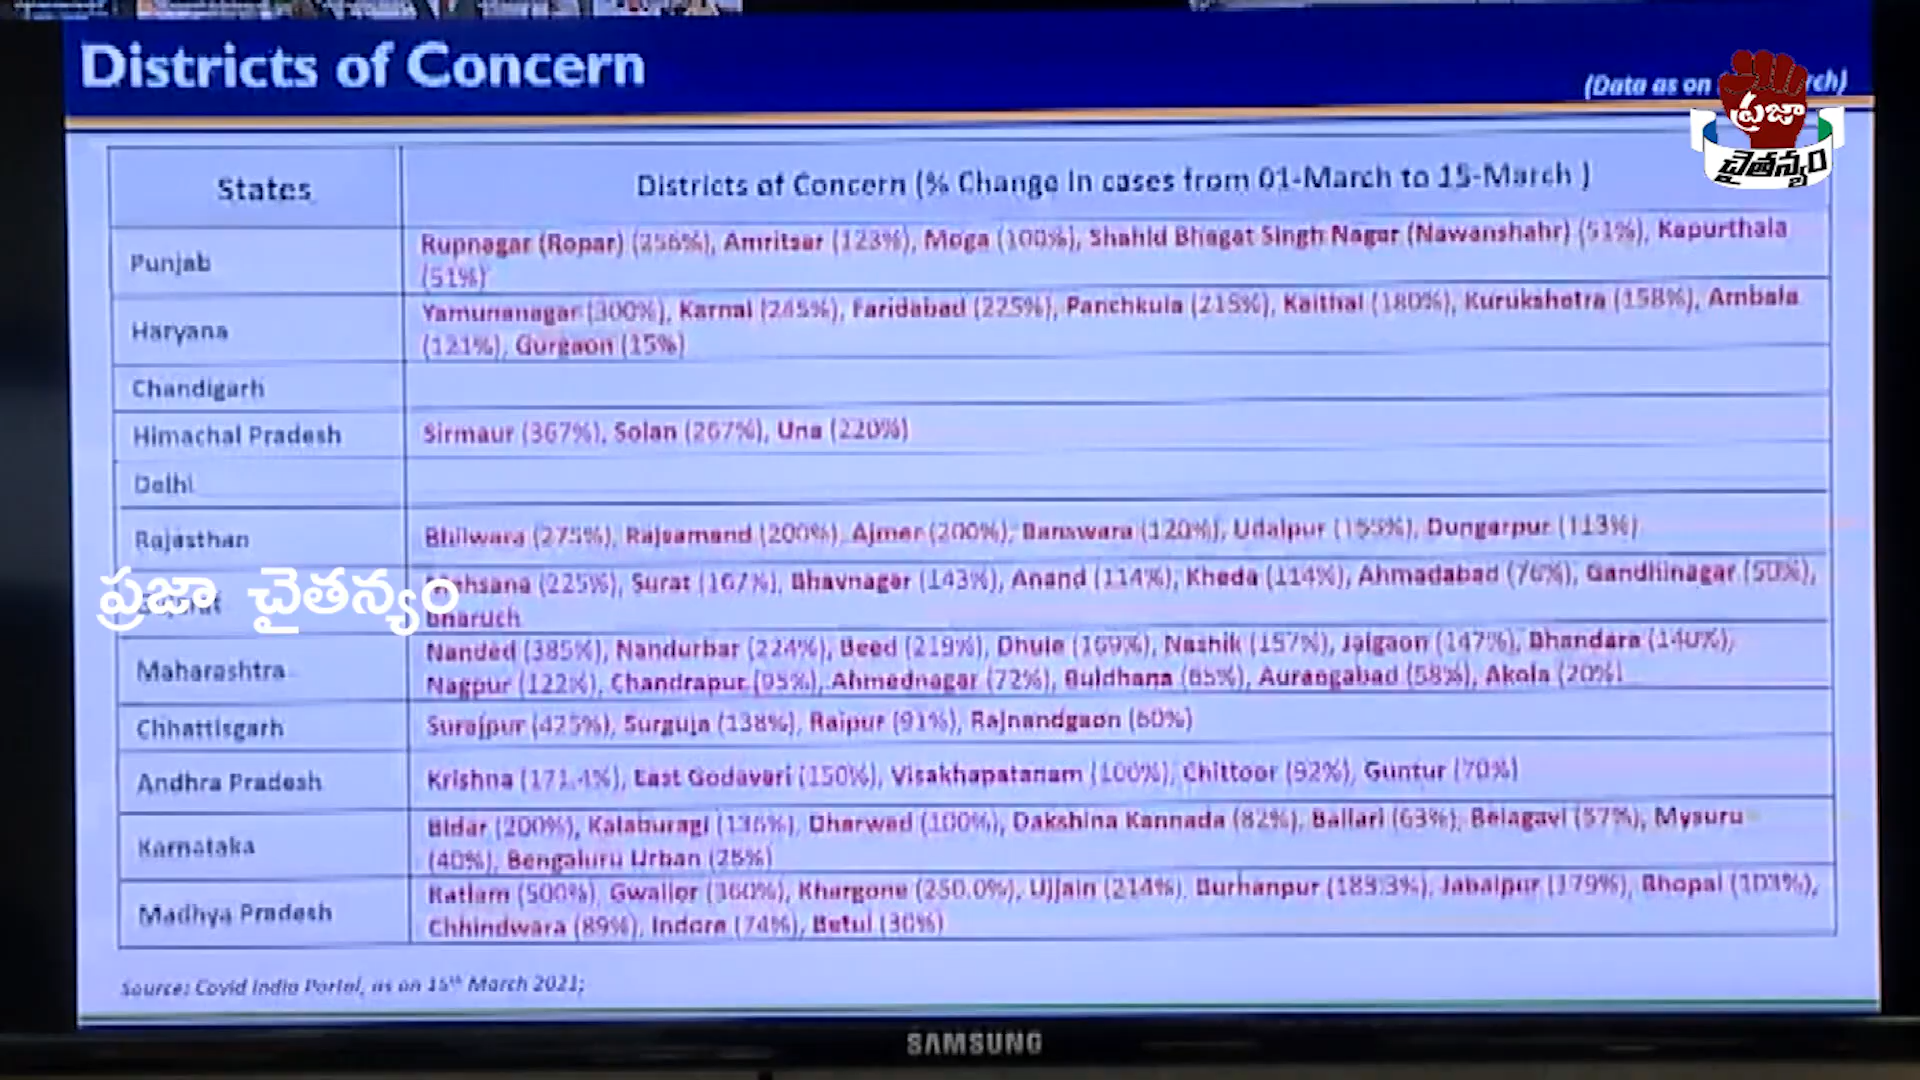 Districts of Concern
(Data as on rch)
ప్రజా
చైతన్యం
States
Districts of Concern (% Change in cases from 01-March to 15-March )
Punjab
Rupnagar (Ropar) (256%), Amritsar (123%), Moga (100%), Shahid Bhagat Singh Nagar (Nawanshahr) (51%), Kapurthala
(51%)
Haryana
Yamunanagar (300%), Karnal (245%), Faridabad (225%), Panchkula (215%), Kaithal (180%), Kurukshetra (158%), Ambala
(121%), Gurgaon (15%)
Chandigarh
Himachal Pradesh
Sirmaur (367%), Solan (267%), Una (220%)
Delhi
Rajasthan
Bhilwara (275%), Rajsamand (200%), Ajmer (200%), Banswara (120%), Udaipur Dungarpur (113%)
ప్రజా చైతన్యం
(225%), Surat (167%), Bhavnagar (143%), Anand (114%), Kheda (114%), Ahmadabad (76%), Gandhinagar (50%),
Bharuch
Maharashtra
Nanded (385%), Nandurbar (224%), Beed (219%), Dhule (169%), Nashik (157%), Jalgaon (147%), Bhandara (140%),
Nagpur (122%), Chandrapur (95%), Ahmednagar (72%), Buldhana (65%), Aurangabad (58%), Akola (20%)
Chhattisgarh
Surajpur (425%), Surguja (138%), Raipur (91%), Rajnandgaon (60%)
Andhra Pradesh
Krishna (171.4%), East Godavari (150%), Visakhapatanam (100%), Chittoor (92%), Guntur (70%)
Karnataka
Bidar (200%), Kalaburagi (136%), Dharwad (100%), Dakshina Kannada (82%), Ballari (63%), Belagavi (57%), Mysuru
(40%), Bengaluru Urban (25%)
Madhya Pradesh
Ratlam (500%), Gwalior (360%), Khargone (250.0%), Ujjain (214%), Burhanpur (183.3%), Jabalpur (179%), Bhopal (103%),
Chhindwara (89%), Indore (74%), Betul (30%)
Source: Covid India Portal, as on 15th March 2021;
SAMSUNG